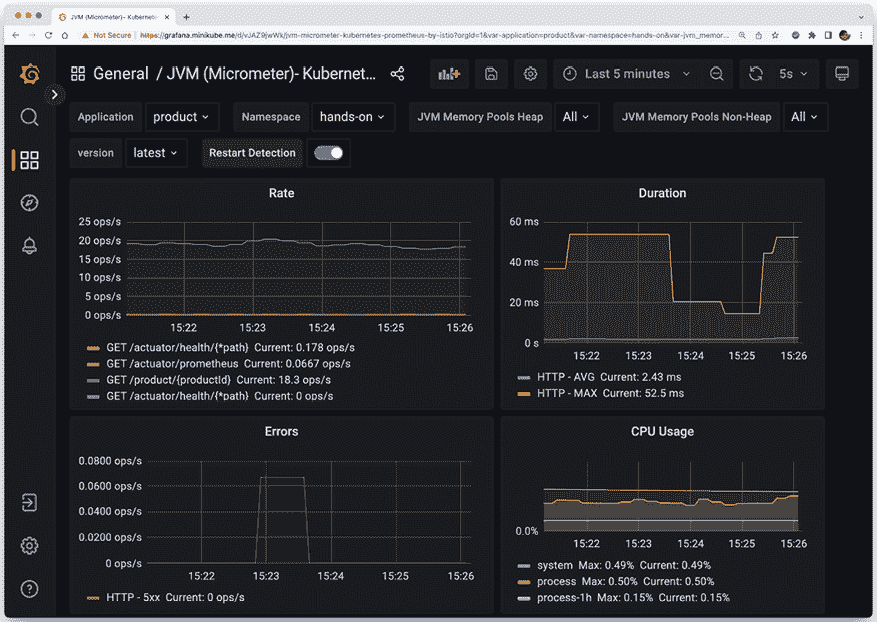 JVM (Micrometer)- Kubernet
Not Secure https://grafana.minikube.me/d/vJAZ9jwWk/jvm-micrometer-kubernetes-prometheus-by-istio?orgId=1&var-application=product&var-namespace=hands-on&var-jvm_memor...
General / JVM (Micrometer)- Kubernet...
Last 5 minutes
5s
Application product Namespace hands-on JVM Memory Pools Heap All JVM Memory Pools Non-Heap All
version latest Restart Detection
Rate
25 ops/s
20 ops/s
15 ops/s
10 ops/s
5 ops/s
0 ops/s
15:22 15:23 15:24 15:25 15:26
GET /actuator/health/{*path} Current: 0.178 ops/s
GET /actuator/prometheus Current: 0.0667 ops/s
GET /product/{productId} Current: 18.3 ops/s
GET /actuator/health/{*path} Current: 0 ops/s
Duration
60 ms
40 ms
20 ms
0 s
15:22 15:23 15:24 15:25 15:26
HTTP - AVG Current: 2.43 ms
HTTP - MAX Current: 52.5 ms
Errors
0.0800 ops/s
0.0600 ops/s
0.0400 ops/s
0.0200 ops/s
0 ops/s
15:22 15:23 15:24 15:25 15:26
HTTP - 5xx Current: 0 ops/s
CPU Usage
0.0%
15:22 15:23 15:24 15:25 15:26
system Max: 0.49% Current: 0.49%
process Max: 0.50% Current: 0.50%
process-1h Max: 0.15% Current: 0.15%